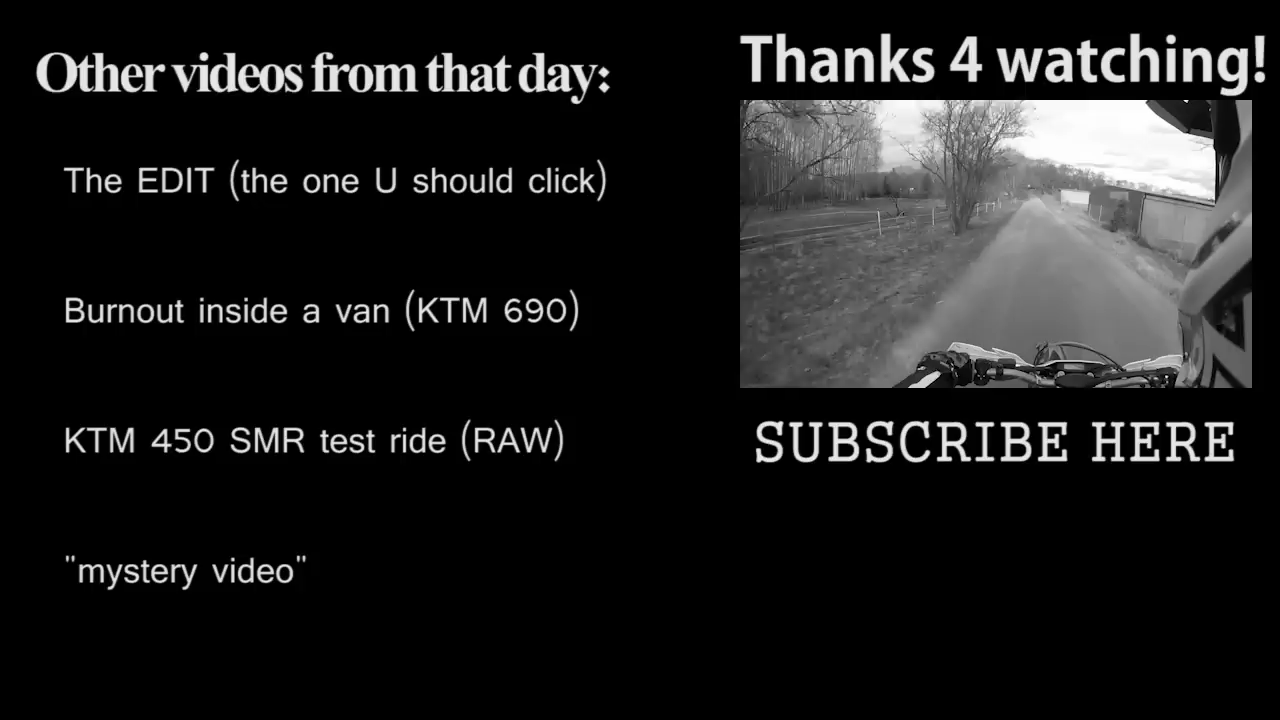 Other videos from that day:
The EDIT (the one U should click)
Burnout inside a van (KTM 690)
KTM 450 SMR test ride (RAW)
"mystery video"
Thanks 4 watching!
SUBSCRIBE HERE